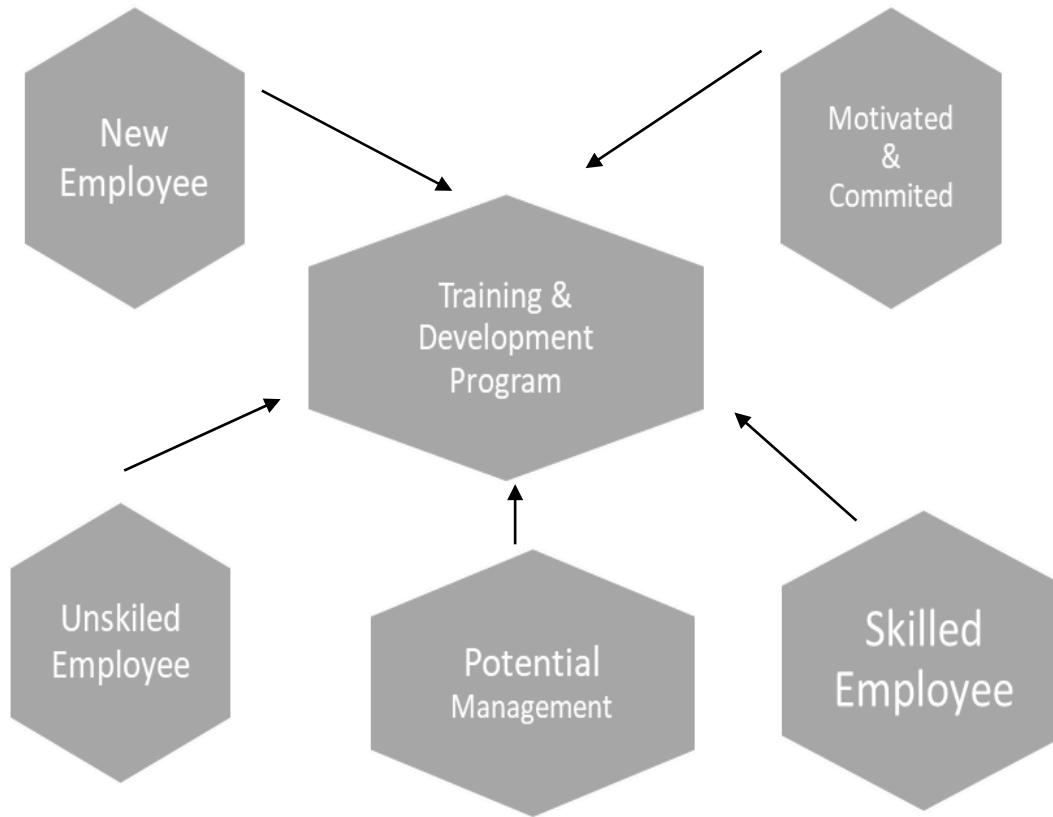 New
Employee
Motivated
&
Commited
Training &
Development
Program
Unskiled
Employee
Potential
Management
Skilled
Employee